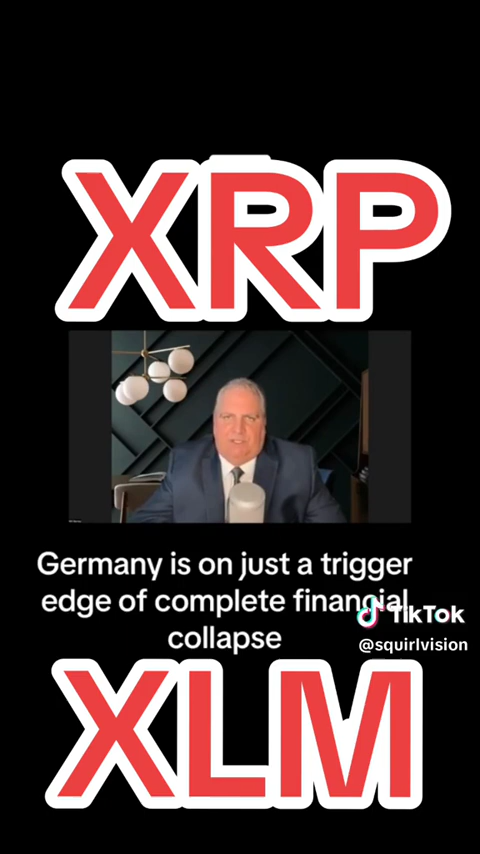 XRP
Germany is on just a trigger
edge of complete financial
collapse
TikTok
@squirlvision
XLM